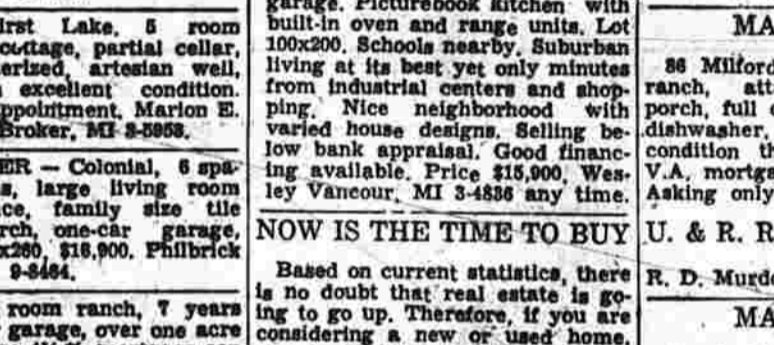 irst Lake, 5 room
cottage, partial cellar,
erized, artesian well,
excellent condition.
ppointment. Marion E.
Broker, MI 3-5958.
ER — Colonial, 6 spa-
s, large living room
ce, family size tile
rch, one-car garage,
x260, $16,900. Philbrick
9-8464.
room ranch, 7 years
garage, over one acre
garage. Picturebook kitchen with
built-in oven and range units. Lot
100x200. Schools nearby. Suburban
living at its best yet only minutes
from industrial centers and shop-
ping. Nice neighborhood with
varied house designs. Selling be-
low bank appraisal. Good financ-
ing available. Price $15,900. Wes-
ley Vancour, MI 3-4836 any time.
NOW IS THE TIME TO BUY
Based on current statistics, there
is no doubt that real estate is go-
ing to go up. Therefore, if you are
considering a new or used home,
MA
86 Milford
ranch, att
porch, full
dishwasher,
condition th
V.A. mortga
Asking only
U. & R. R
R. D. Murd
MA